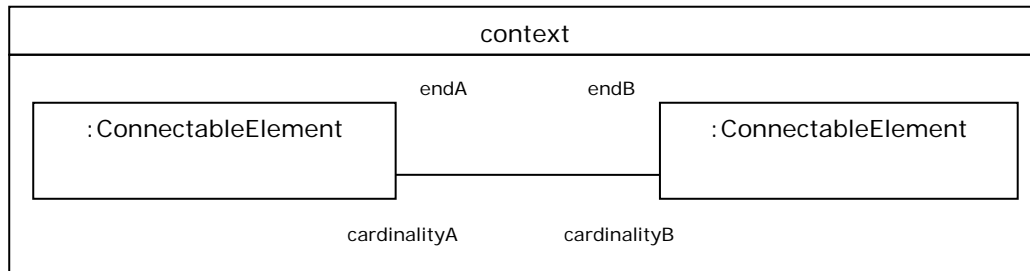 context
endA endB
:ConnectableElement :ConnectableElement
cardinalityA cardinalityB